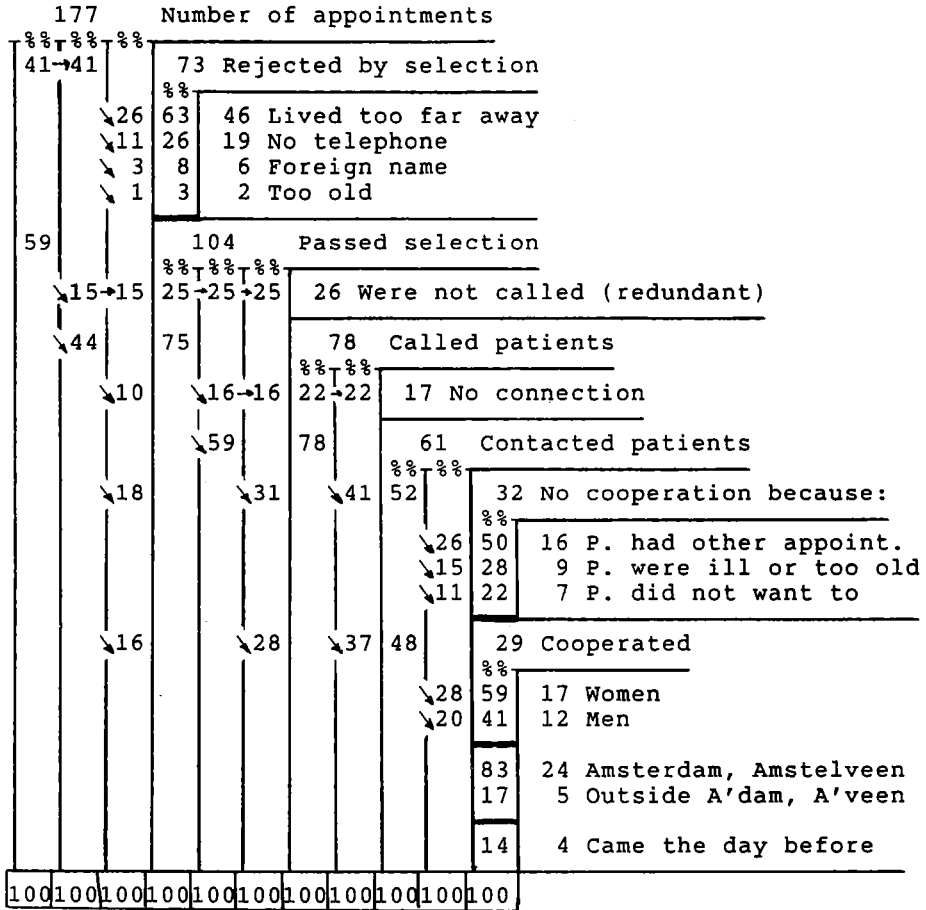 177 Number of appointments
%% %% %%
41→41 73 Rejected by selection
%%
↘26 63 46 Lived too far away
↘11 26 19 No telephone
↘ 3 8 6 Foreign name
↘ 1 3 2 Too old
59 104 Passed selection
%% %% %%
↘15→15 25→25→25 26 Were not called (redundant)
↘44 75 78 Called patients
%% %%
↘10 ↘16→16 22→22 17 No connection
↘59 78 61 Contacted patients
%% %%
↘18 ↘31 ↘41 52 32 No cooperation because:
%%
↘26 50 16 P. had other appoint.
↘15 28 9 P. were ill or too old
↘11 22 7 P. did not want to
↘16 ↘28 ↘37 48 29 Cooperated
%%
↘28 59 17 Women
↘20 41 12 Men
83 24 Amsterdam, Amstelveen
17 5 Outside A'dam, A'veen
14 4 Came the day before
100 100 100 100 100 100 100 100 100 100 100